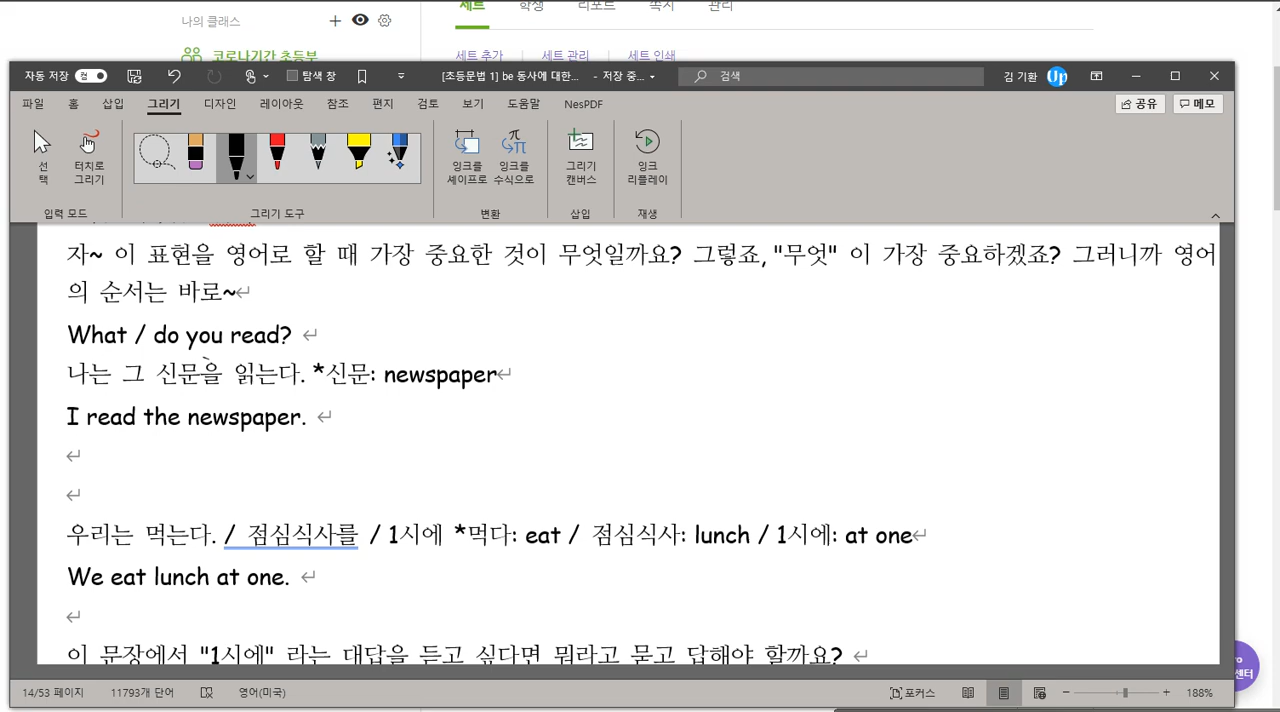 나의 클래스
세트 학생 리포트 쪽지 관리
코로나기간 초등부
세트 추가 세트 관리 세트 인쇄
자동 저장 탐색 창 [초등문법 1] be 동사에 대한... - 저장 중... 검색 김 기환 Up
파일 홈 삽입 그리기 디자인 레이아웃 참조 편지 검토 보기 도움말 NesPDF 공유 메모
선택 터치로 그리기 잉크를 셰이프로 잉크를 수식으로 그리기 캔버스 잉크 리플레이
입력 모드 그리기 도구 변환 삽입 재생
자~ 이 표현을 영어로 할 때 가장 중요한 것이 무엇일까요? 그렇죠, "무엇" 이 가장 중요하겠죠? 그러니까 영어
의 순서는 바로~
What / do you read?
나는 그 신문을 읽는다. *신문: newspaper
I read the newspaper.
우리는 먹는다. / 점심식사를 / 1시에 *먹다: eat / 점심식사: lunch / 1시에: at one
We eat lunch at one.
이 문장에서 "1시에" 라는 대답을 듣고 싶다면 뭐라고 묻고 답해야 할까요?
센터
14/53 페이지 11793개 단어 영어(미국) 포커스 188%